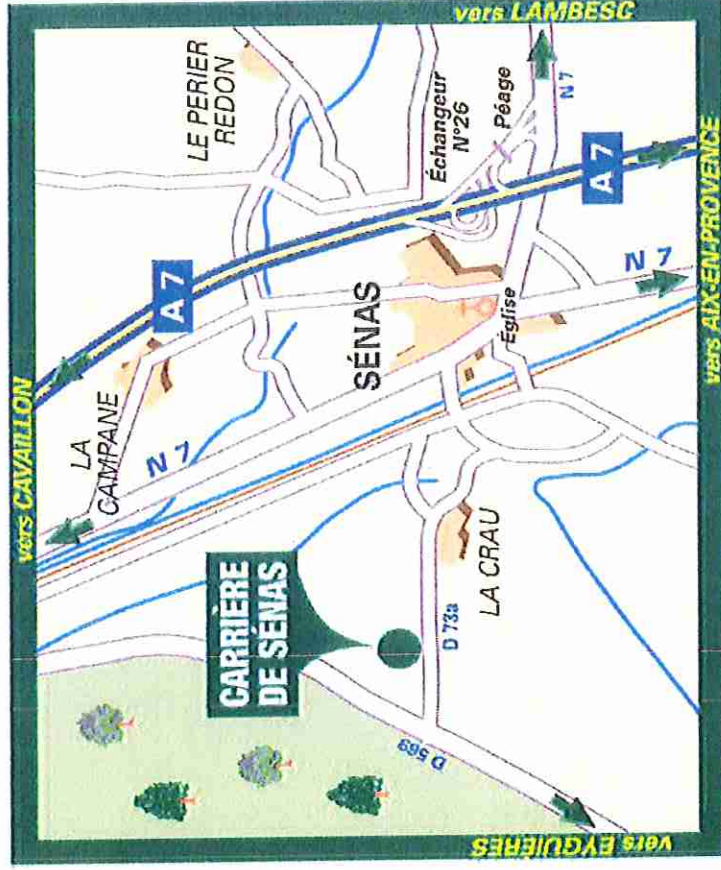 vers CAVAILLON
vers LAMBESC
LE PERIER
REDON
A 7
LA
CAMPANE
N 7
Échangeur
N°26
Péage
N 7
SÉNAS
Église
A 7
N 7
CARRIÈRE
DE SÉNAS
LA CRAU
D 73a
D 569
vers EYGUIÈRES
vers AIX-EN-PROVENCE